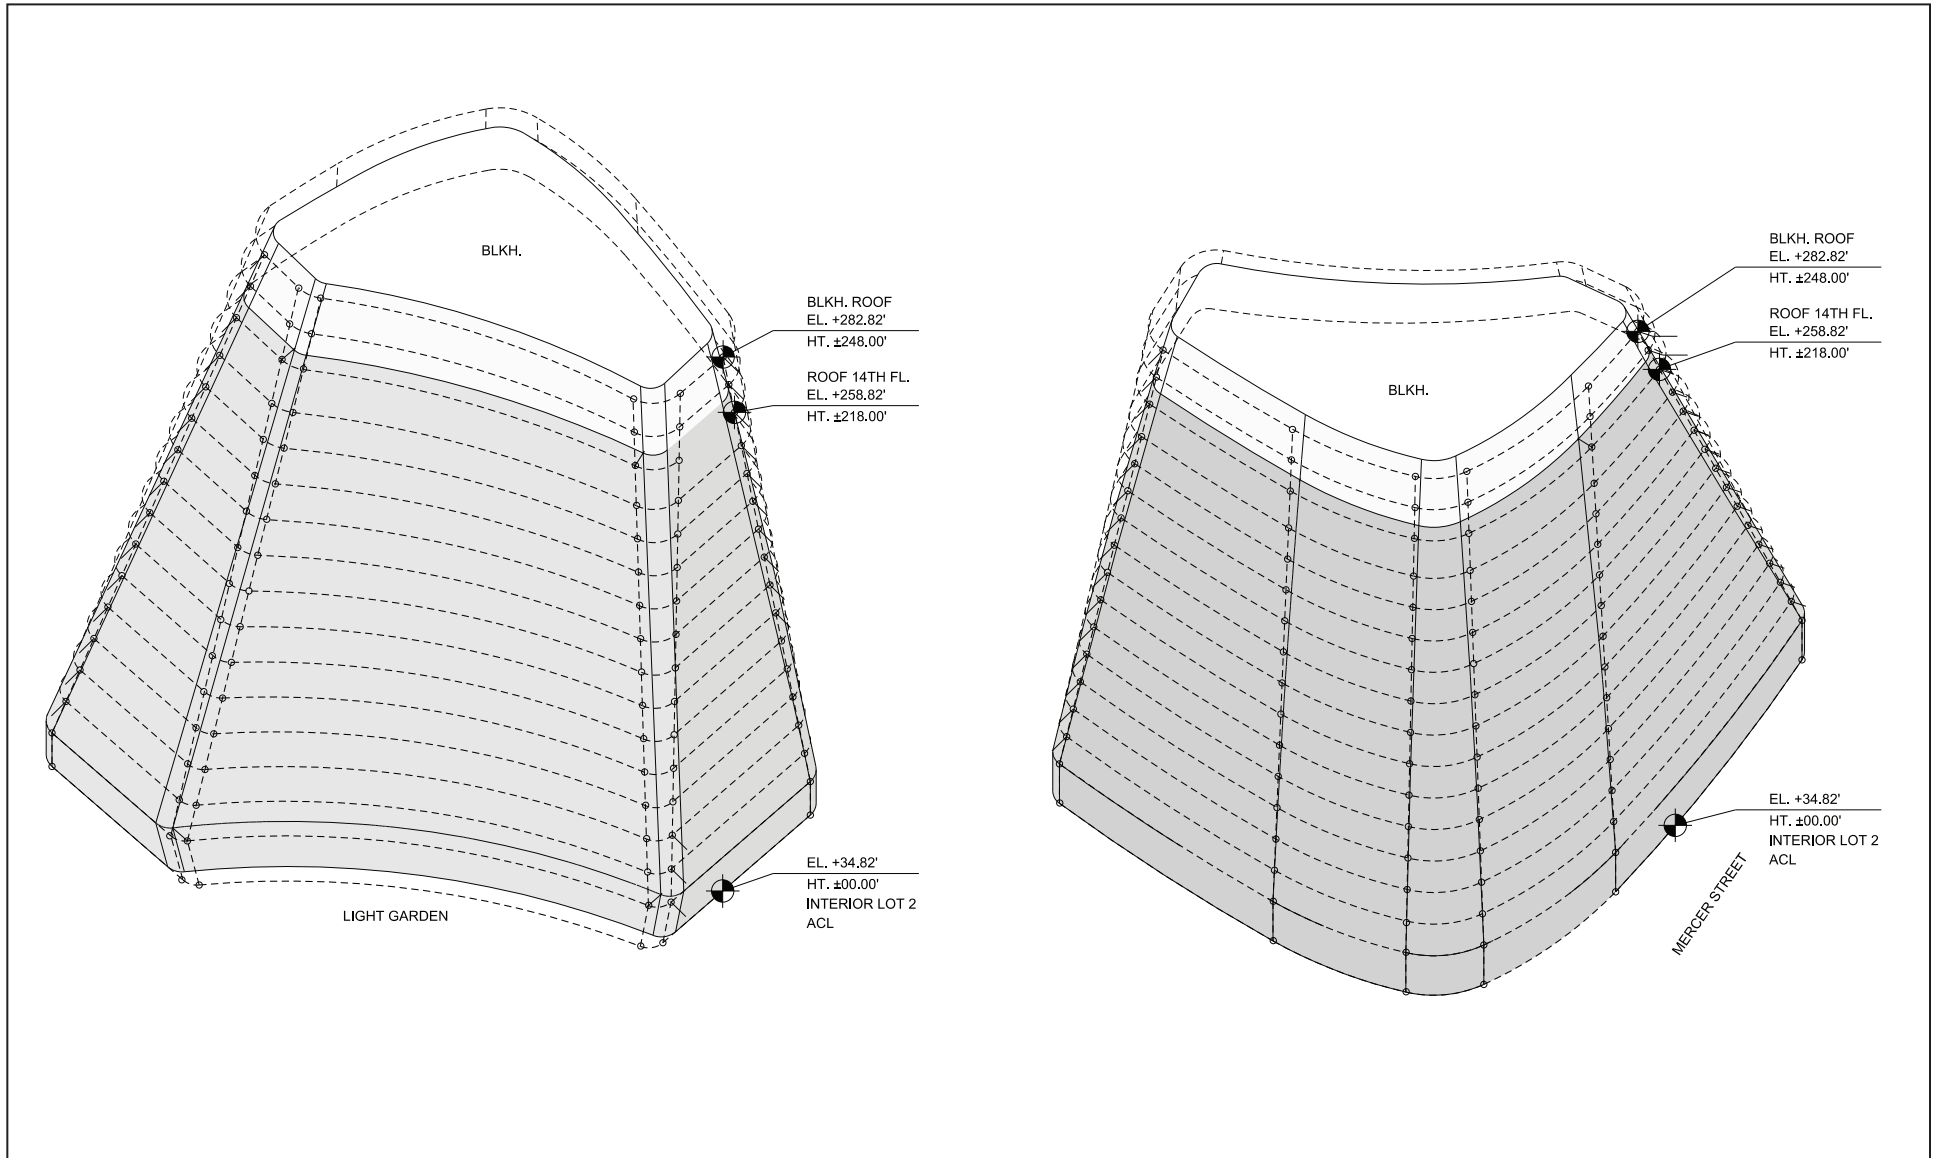 BLKH.
BLKH. ROOF
EL. +282.82'
HT. ±248.00'
ROOF 14TH FL.
EL. +258.82'
HT. ±218.00'
EL. +34.82'
HT. ±00.00'
INTERIOR LOT 2
ACL
LIGHT GARDEN
BLKH.
BLKH. ROOF
EL. +282.82'
HT. ±248.00'
ROOF 14TH FL.
EL. +258.82'
HT. ±218.00'
EL. +34.82'
HT. ±00.00'
INTERIOR LOT 2
ACL
MERCER STREET